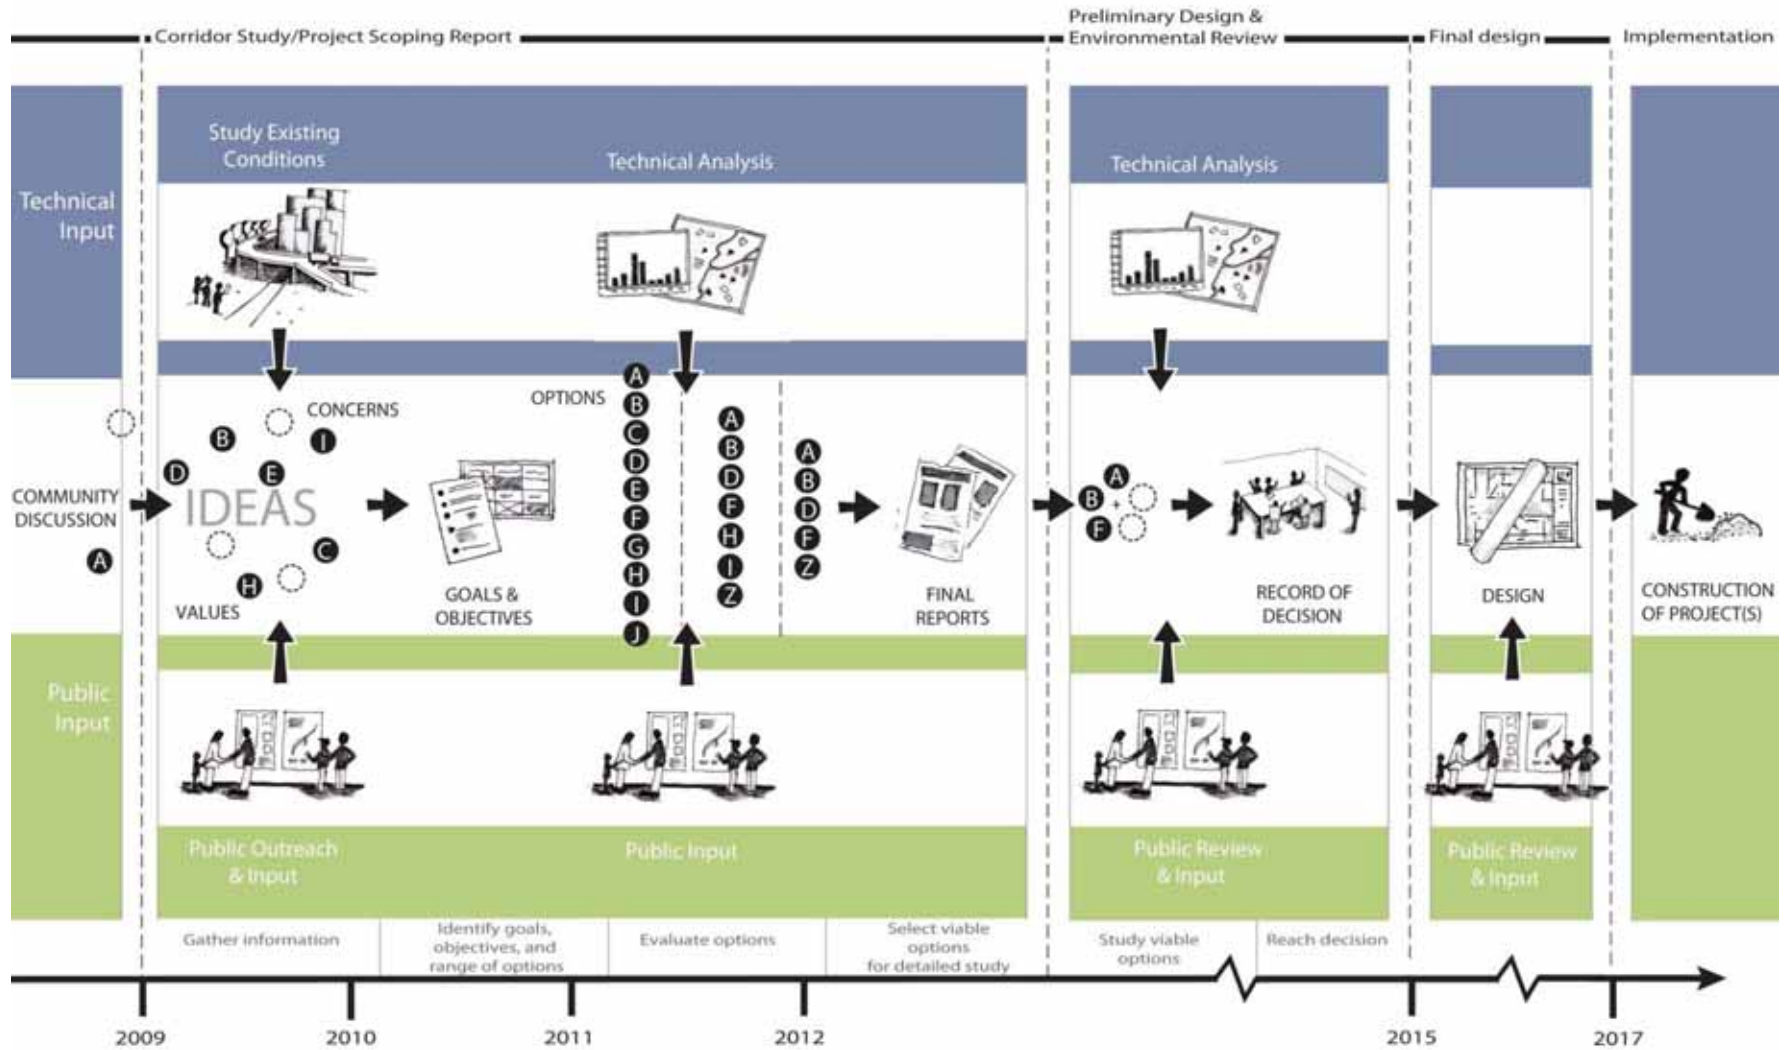 Corridor Study/Project Scoping Report
Preliminary Design &
Environmental Review
Final design
Implementation
Technical
Input
Study Existing
Conditions
Technical Analysis
Technical Analysis
COMMUNITY
DISCUSSION
A
CONCERNS
B
I
D
E
IDEAS
C
H
VALUES
GOALS &
OBJECTIVES
OPTIONS
A
B
C
D
E
F
G
H
I
J
A
B
D
F
H
I
Z
A
B
D
F
Z
FINAL
REPORTS
A
B
+
F
RECORD OF
DECISION
DESIGN
CONSTRUCTION
OF PROJECT(S)
Public
Input
Public Outreach
& Input
Public Input
Public Review
& Input
Public Review
& Input
Gather information
Identify goals,
objectives, and
range of options
Evaluate options
Select viable
options
for detailed study
Study viable
options
Reach decision
2009
2010
2011
2012
2015
2017